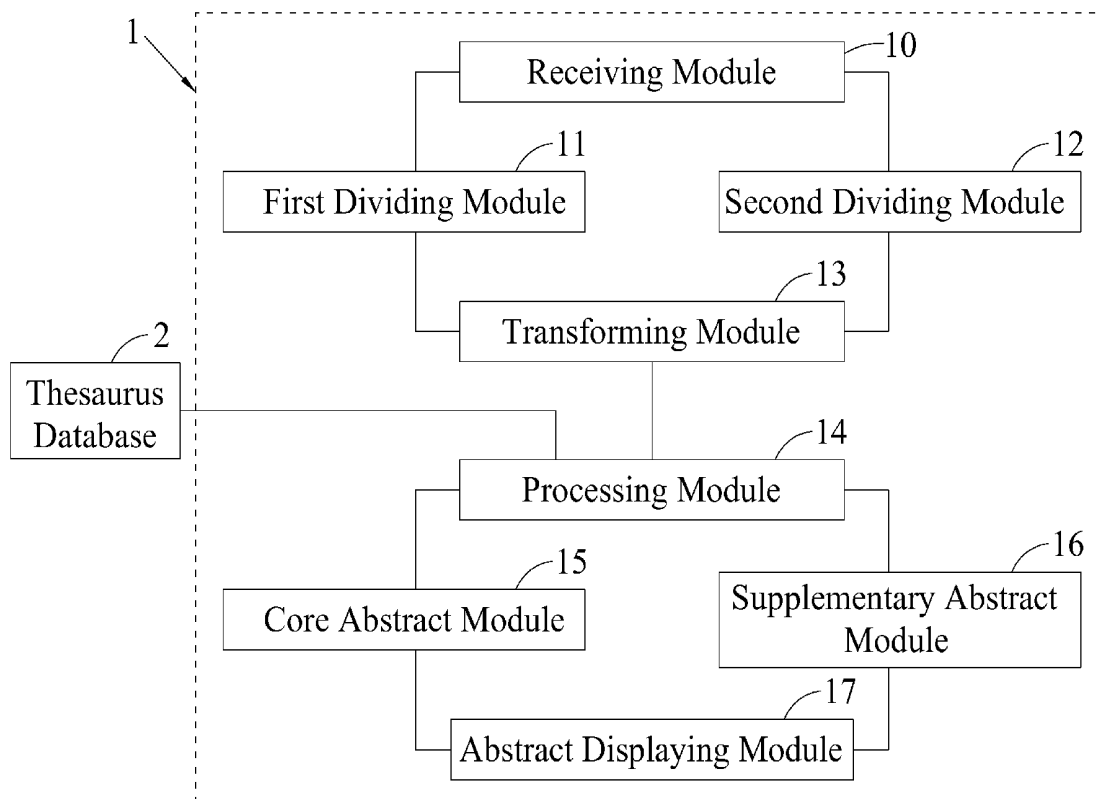 1
10
Receiving Module
11
First Dividing Module
12
Second Dividing Module
13
Transforming Module
2
Thesaurus
Database
14
Processing Module
15
Core Abstract Module
16
Supplementary Abstract
Module
17
Abstract Displaying Module